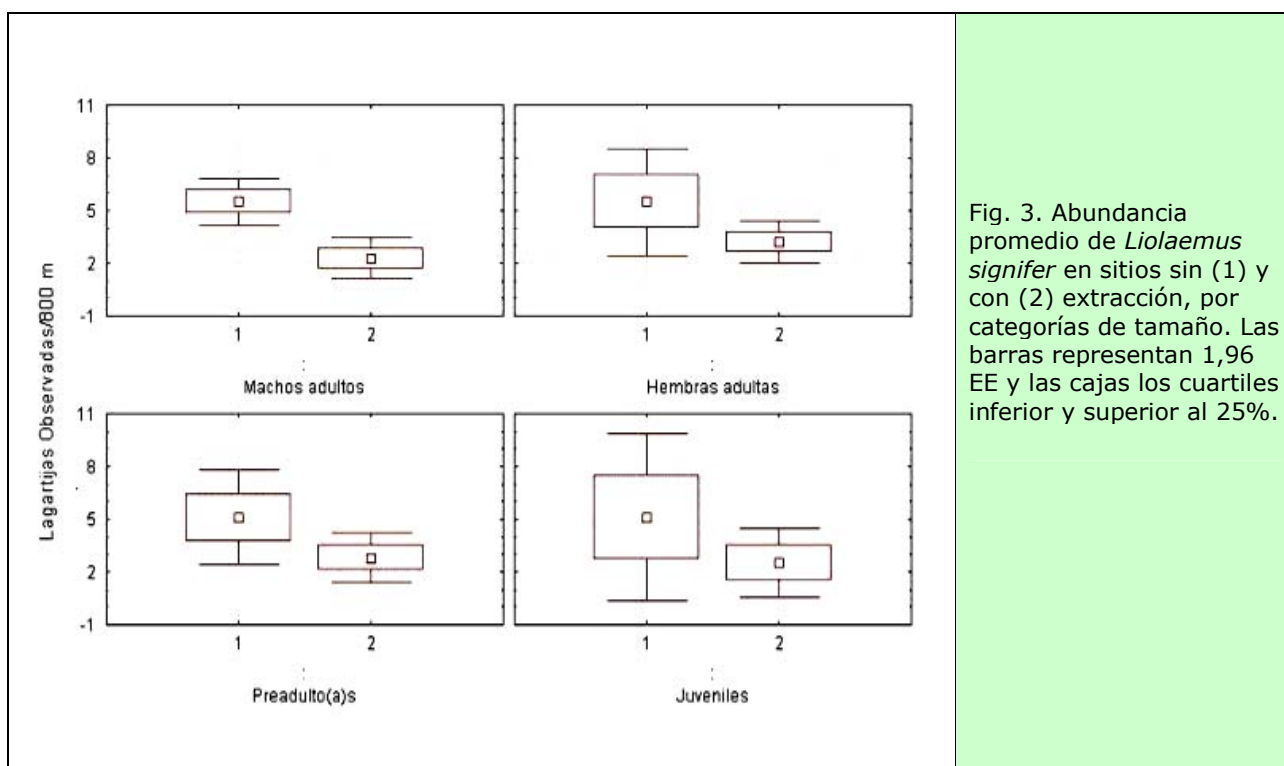 Lagartijas Observadas/800 m
11
8
5
2
-1
1
2
Machos adultos
1
2
Hembras adultas
11
8
5
2
-1
1
2
Preadulto(a)s
1
2
Juveniles
Fig. 3. Abundancia
promedio de Liolaemus
signifer en sitios sin (1) y
con (2) extracción, por
categorías de tamaño. Las
barras representan 1,96
EE y las cajas los cuartiles
inferior y superior al 25%.